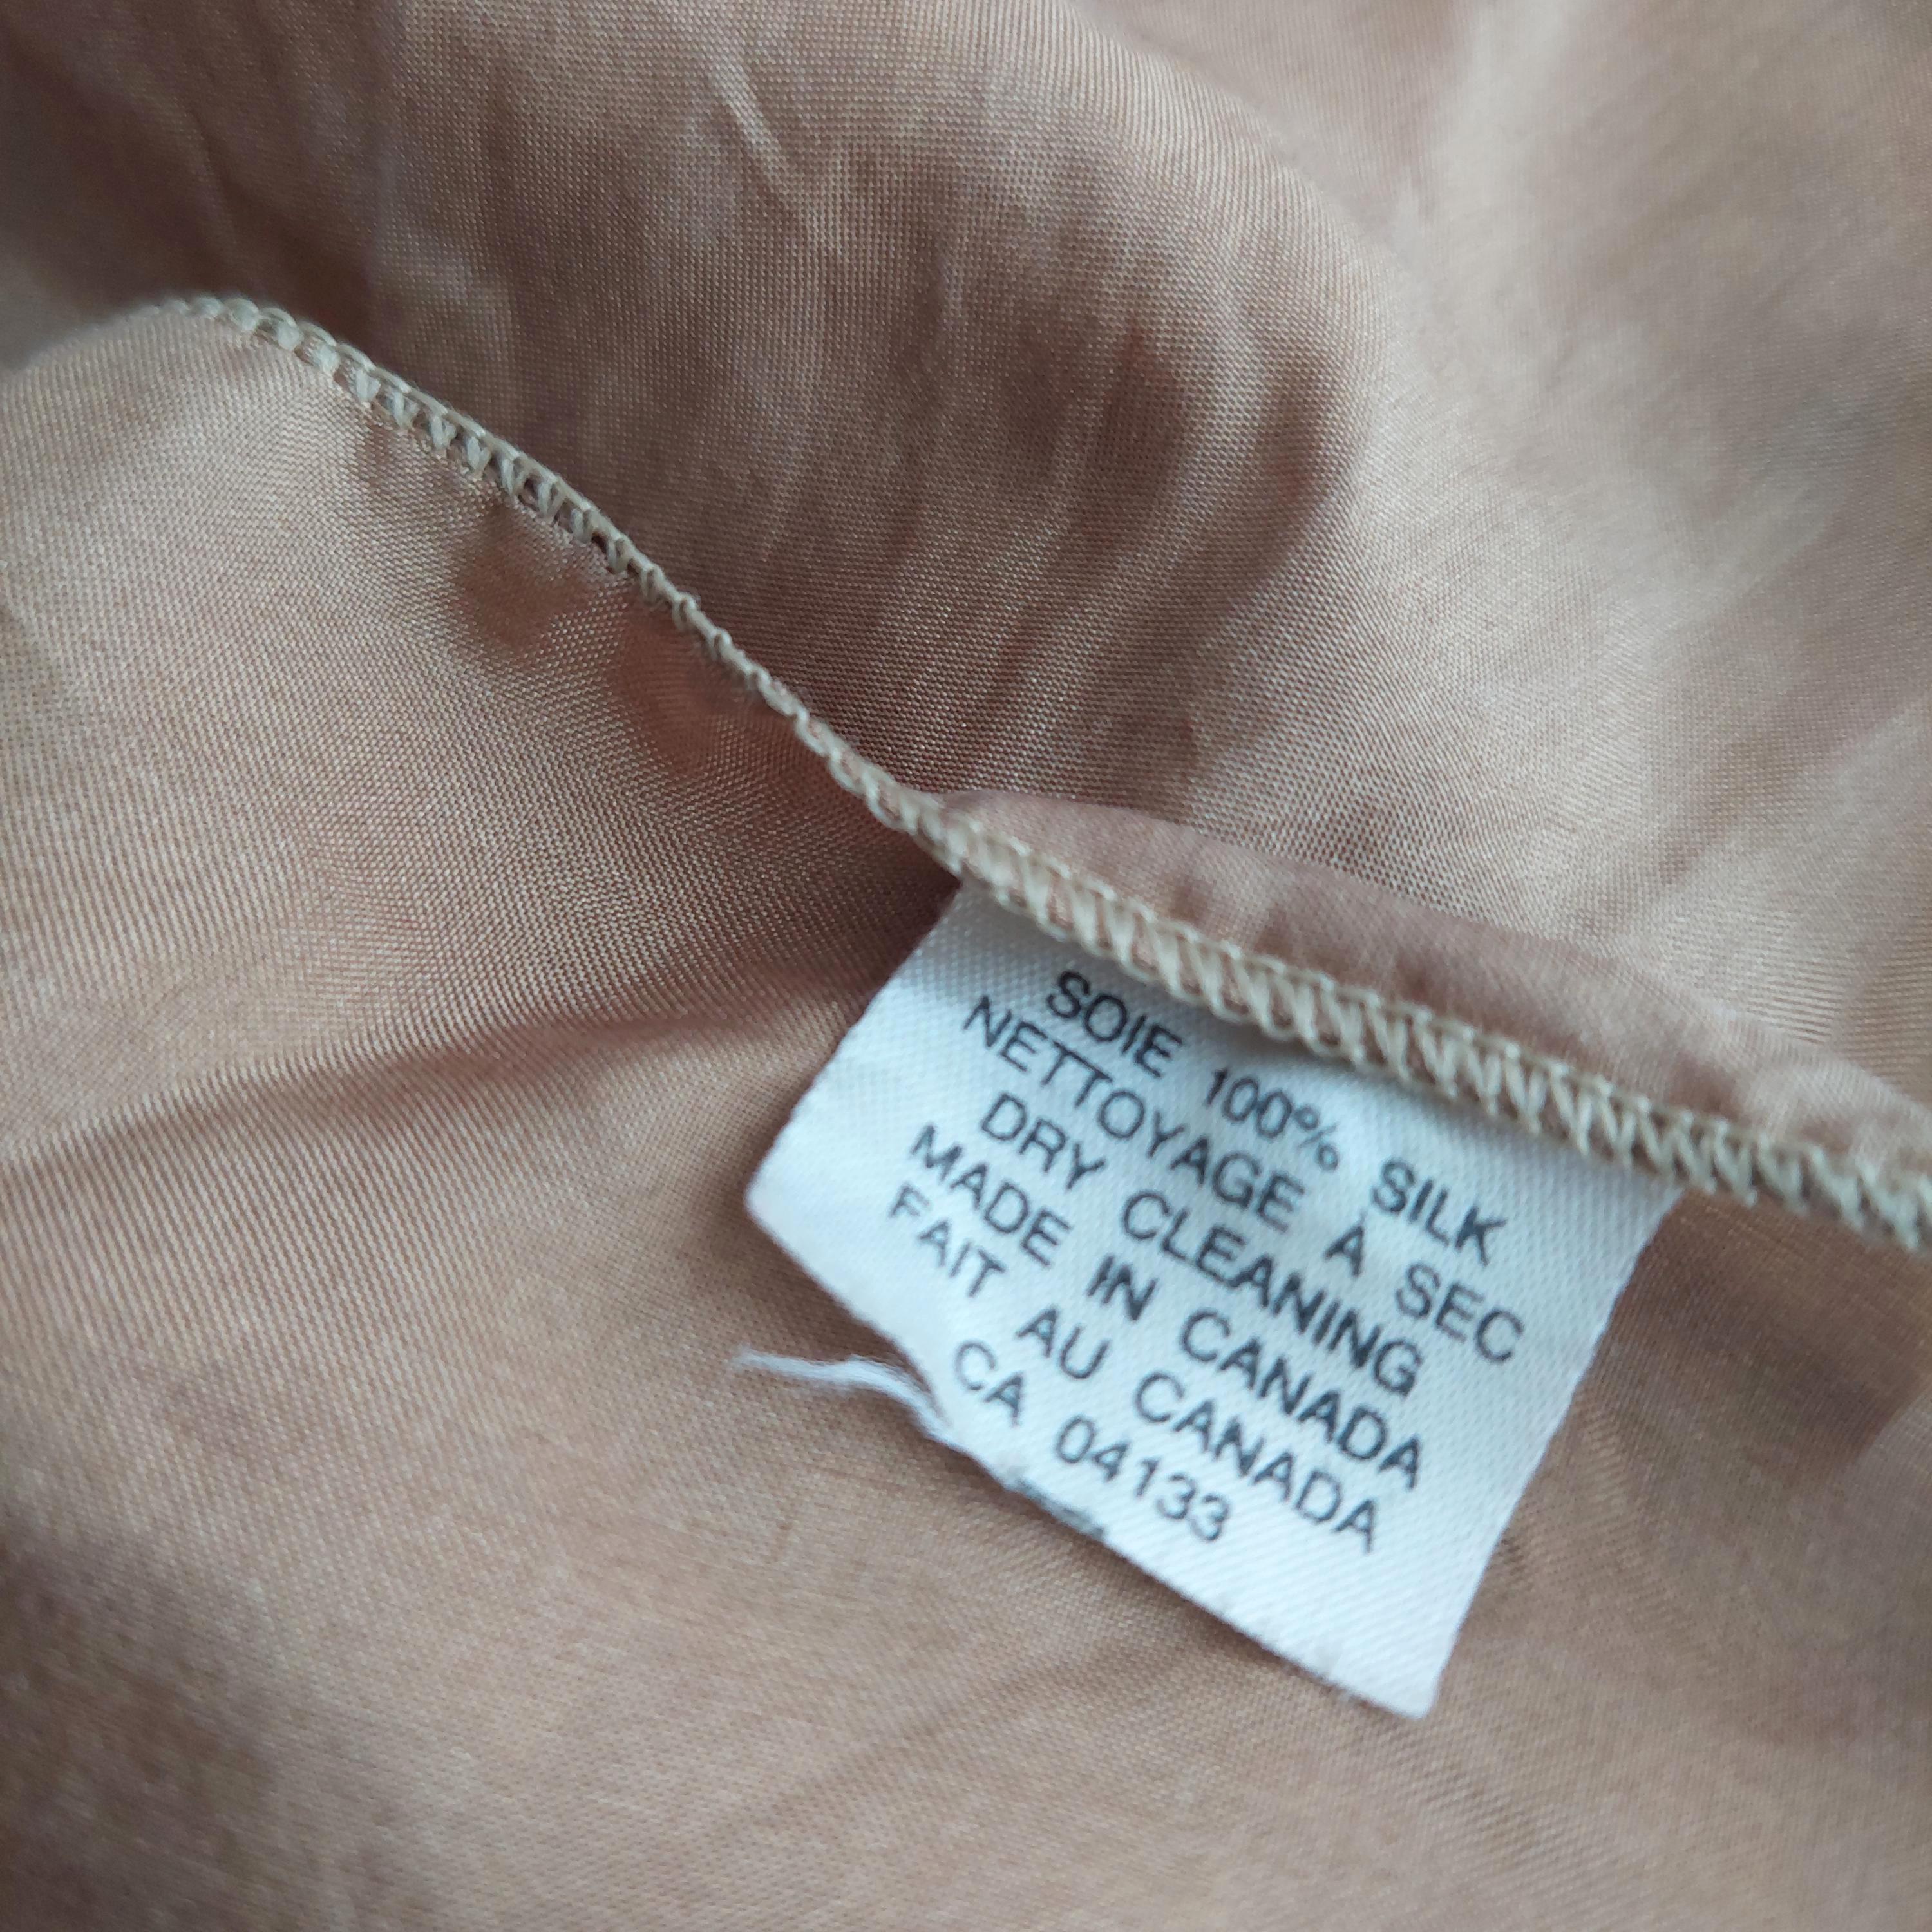 SOIE 100% SILK
NETTOYAGE À SEC
DRY CLEANING
MADE IN CANADA
FAIT AU CANADA
CA 04133